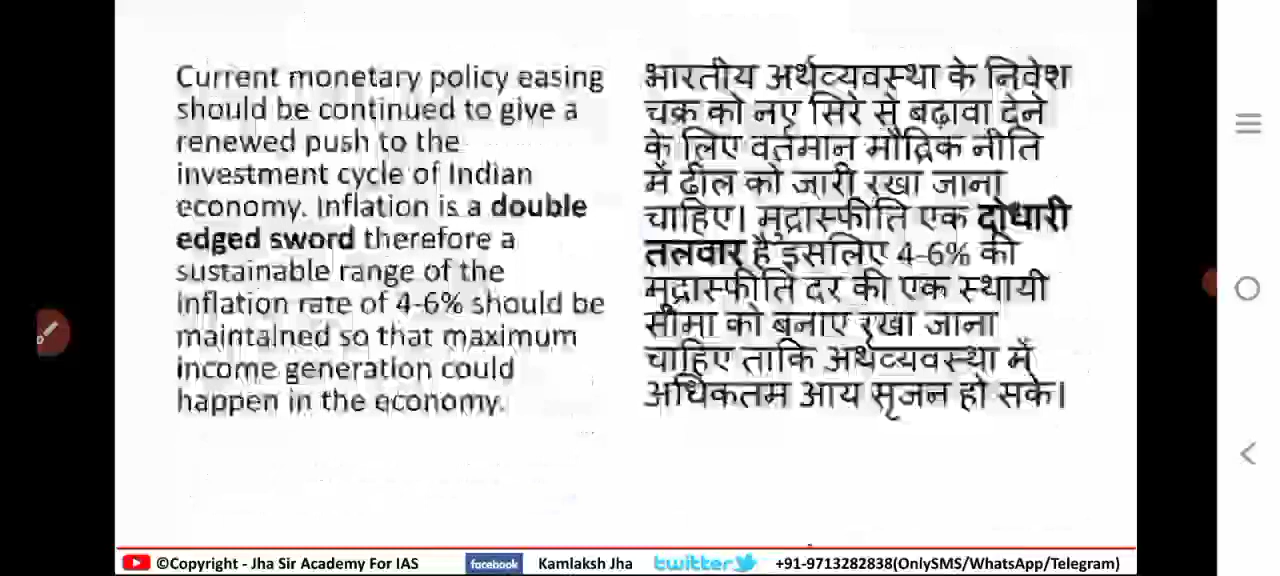 Current monetary policy easing
should be continued to give a
renewed push to the
investment cycle of Indian
economy. Inflation is a double
edged sword therefore a
sustainable range of the
inflation rate of 4-6% should be
maintained so that maximum
income generation could
happen in the economy.
भारतीय अर्थव्यवस्था के निवेश
चक्र को नए सिरे से बढ़ावा देने
के लिए वर्तमान मौद्रिक नीति
में ढील को जारी रखा जाना
चाहिए। मुद्रास्फीति एक दोधारी
तलवार है इसलिए 4-6% की
मुद्रास्फीति दर की एक स्थायी
सीमा को बनाए रखा जाना
चाहिए ताकि अर्थव्यवस्था में
अधिकतम आय सृजन हो सके।
©Copyright - Jha Sir Academy For IAS facebook Kamlaksh Jha twitter +91-9713282838(OnlySMS/WhatsApp/Telegram)